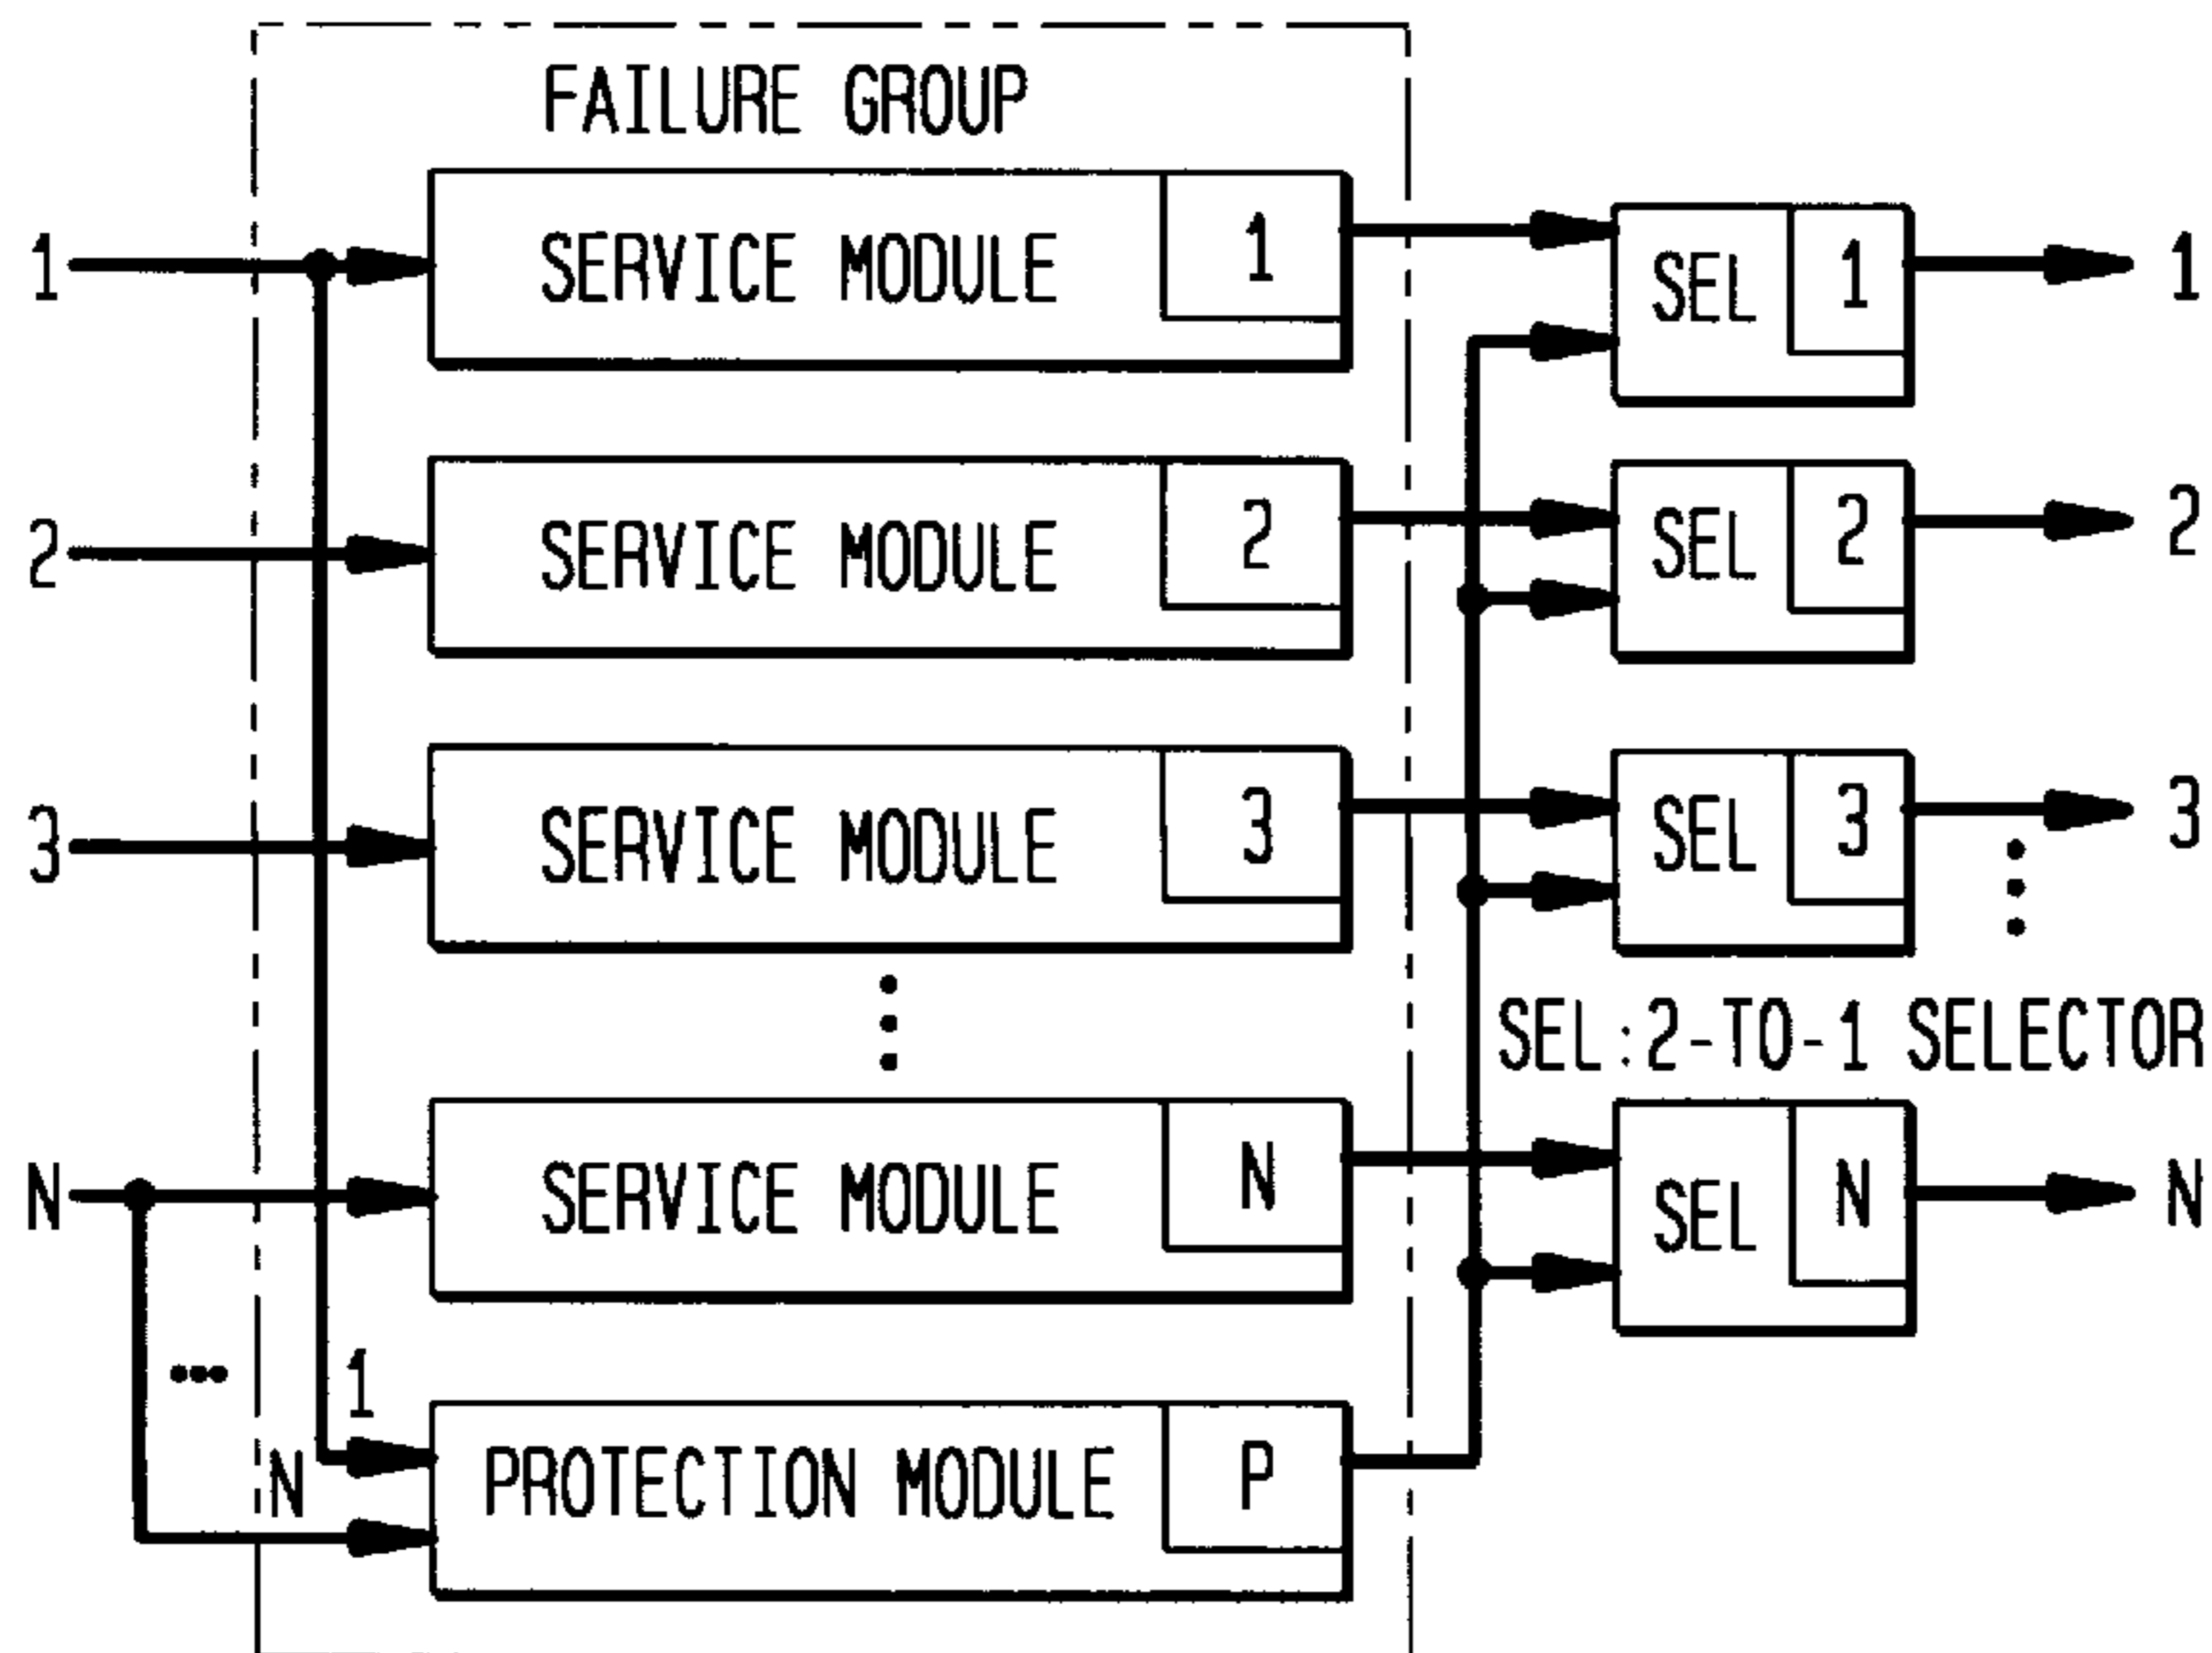 FAILURE GROUP
1 SERVICE MODULE 1 SEL 1 1
2 SERVICE MODULE 2 SEL 2 2
3 SERVICE MODULE 3 SEL 3 3
SEL:2-TO-1 SELECTOR
N SERVICE MODULE N SEL N N
1
N PROTECTION MODULE P